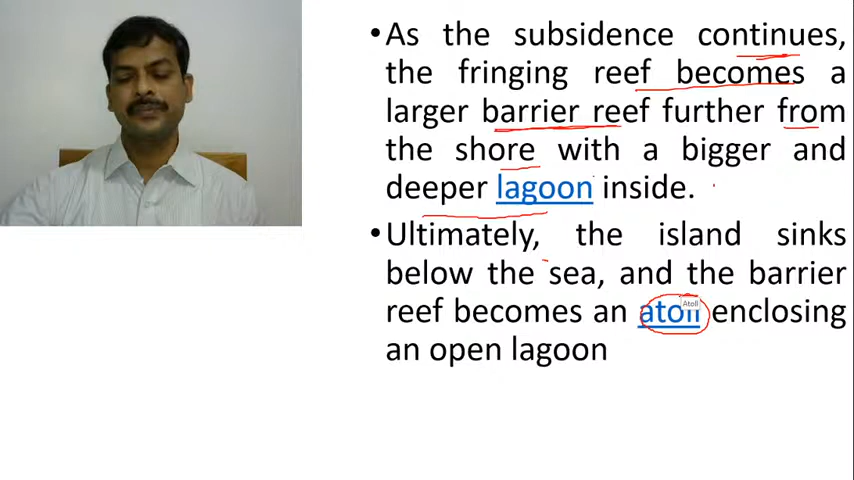 •As the subsidence continues,
the fringing reef becomes a
larger barrier reef further from
the shore with a bigger and
deeper lagoon inside.
•Ultimately, the island sinks
below the sea, and the barrier
reef becomes an atoll enclosing
an open lagoon
Atoll